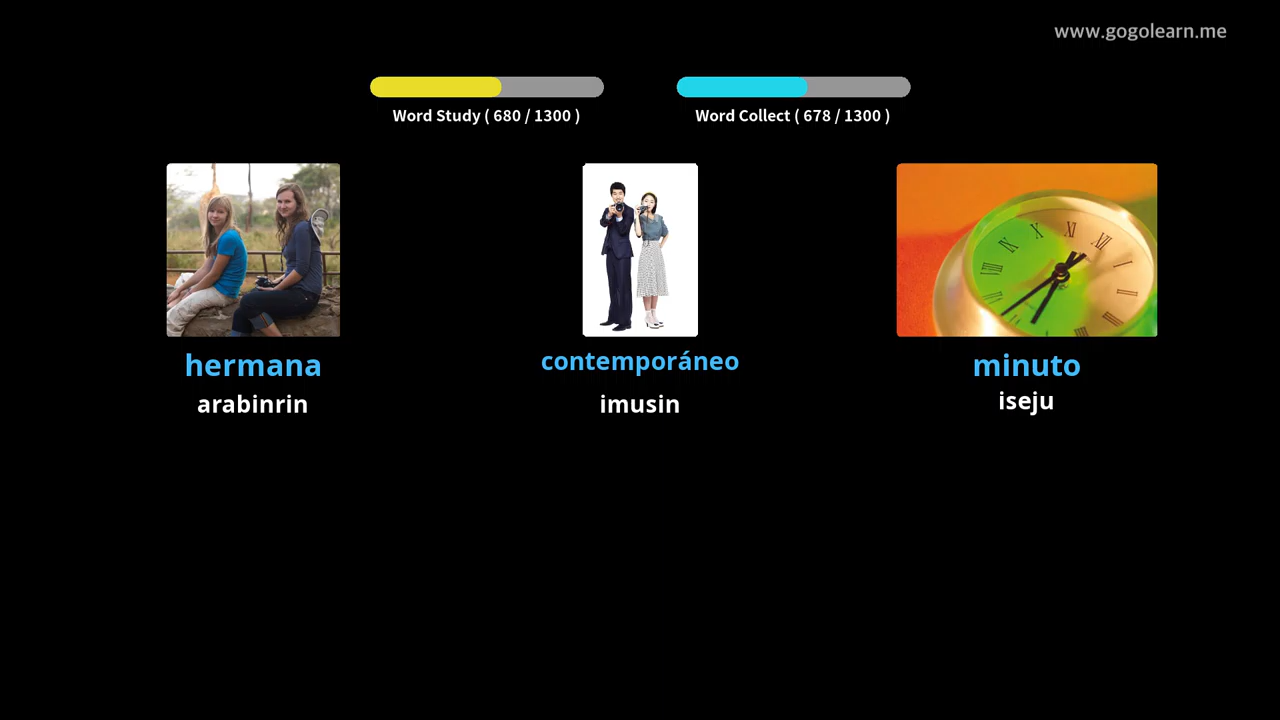 www.gogolearn.me
Word Study ( 680 / 1300 )
Word Collect ( 678 / 1300 )
hermana
contemporáneo
minuto
arabinrin
imusin
iseju